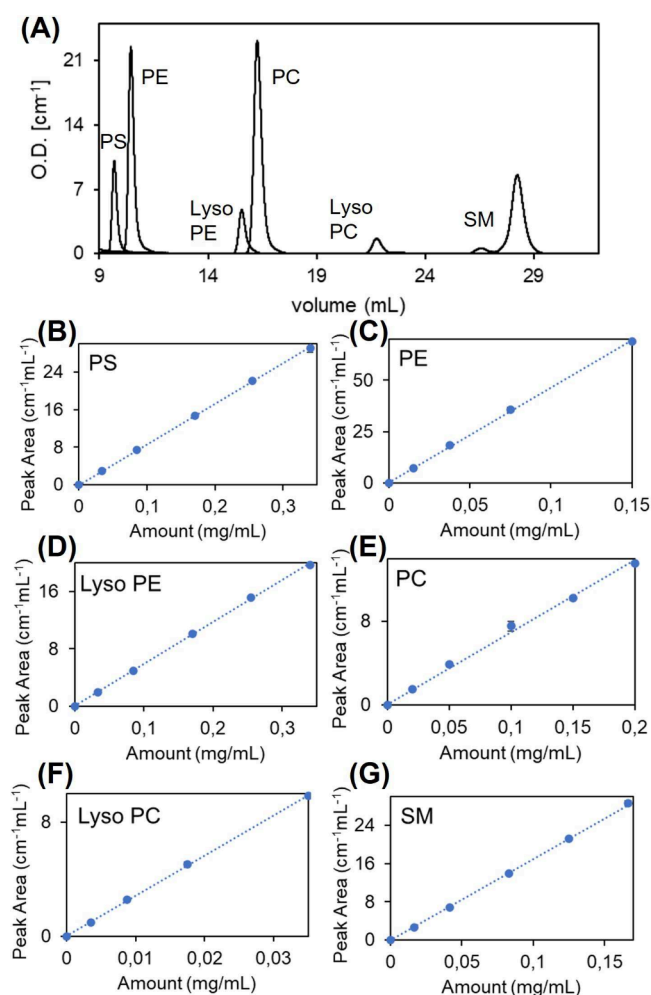 (A)
21
14
7
0
O.D. [cm⁻¹]
PS
PE
Lyso
PE
PC
Lyso
PC
SM
9
14
19
24
29
volume (mL)
(B)
PS
Peak Area (cm⁻¹mL⁻¹)
24
16
8
0
0
0,1
0,2
0,3
Amount (mg/mL)
(C)
PE
Peak Area (cm⁻¹mL⁻¹)
50
25
0
0
0,05
0,1
0,15
Amount (mg/mL)
(D)
Lyso PE
Peak Area (cm⁻¹mL⁻¹)
16
8
0
0
0,1
0,2
0,3
Amount (mg/mL)
(E)
PC
Peak Area (cm⁻¹mL⁻¹)
8
0
0
0,05
0,1
0,15
0,2
Amount (mg/mL)
(F)
Lyso PC
Peak Area (cm⁻¹mL⁻¹)
8
0
0
0,01
0,02
0,03
Amount (mg/mL)
(G)
SM
Peak Area (cm⁻¹mL⁻¹)
24
16
8
0
0
0,05
0,1
0,15
Amount (mg/mL)